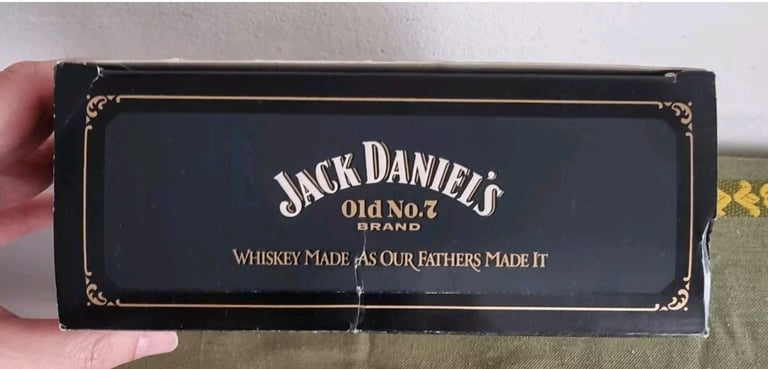 JACK DANIEL'S
Old No.7
BRAND
WHISKEY MADE AS OUR FATHERS MADE IT